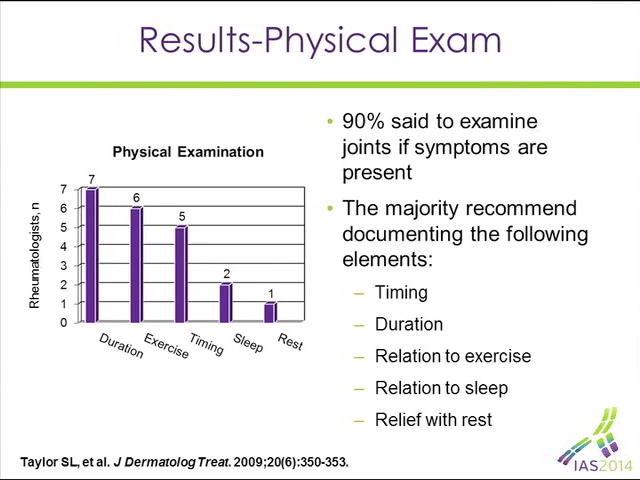 Results-Physical Exam
Physical Examination
Rheumatologists, n
7
6
5
4
3
2
1
0
7
6
5
2
1
Duration
Exercise
Timing
Sleep
Rest
• 90% said to examine
joints if symptoms are
present
• The majority recommend
documenting the following
elements:
– Timing
– Duration
– Relation to exercise
– Relation to sleep
– Relief with rest
Taylor SL, et al. J DermatologTreat. 2009;20(6):350-353.
IAS2014